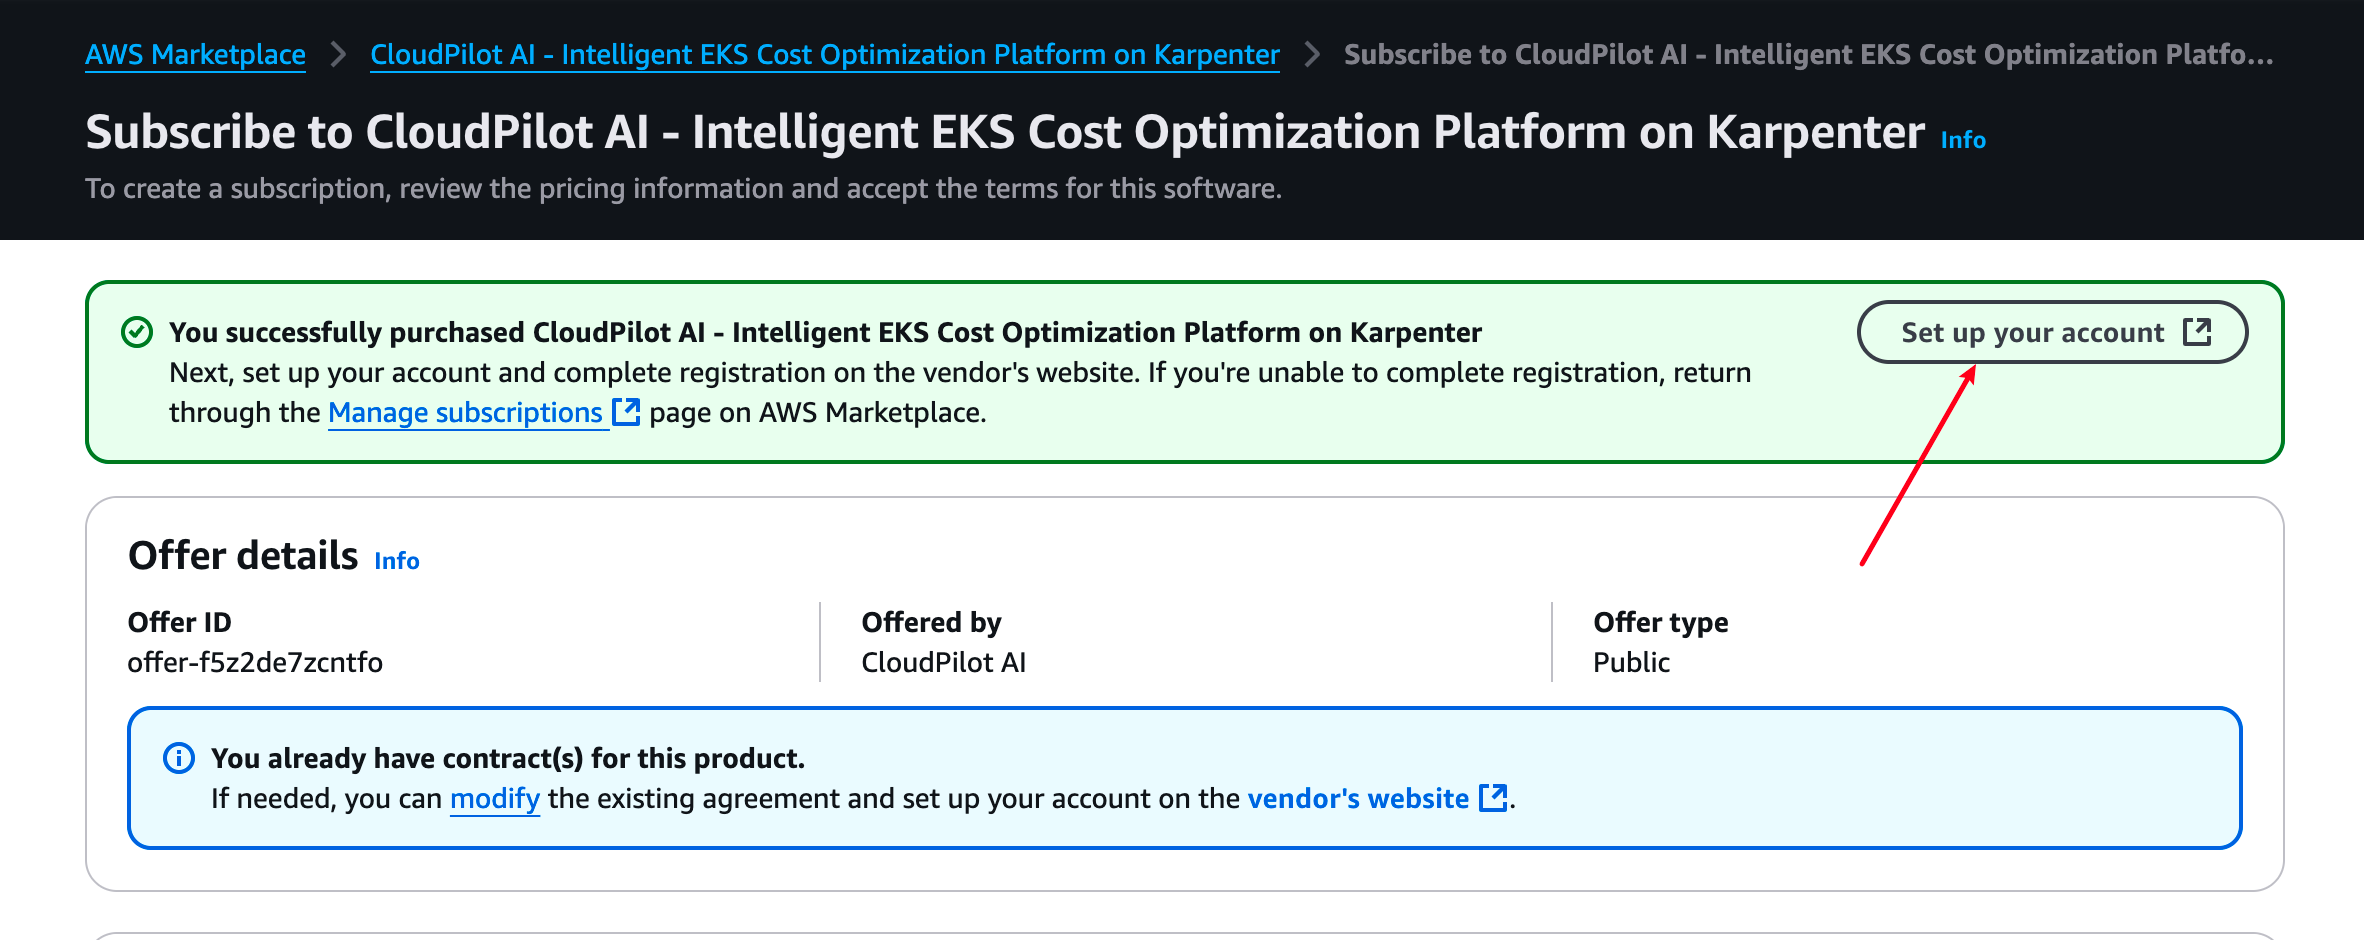 AWS Marketplace > CloudPilot AI - Intelligent EKS Cost Optimization Platform on Karpenter > Subscribe to CloudPilot AI - Intelligent EKS Cost Optimization Platfo...
Subscribe to CloudPilot AI - Intelligent EKS Cost Optimization Platform on Karpenter Info
To create a subscription, review the pricing information and accept the terms for this software.
You successfully purchased CloudPilot AI - Intelligent EKS Cost Optimization Platform on Karpenter
Set up your account
Next, set up your account and complete registration on the vendor's website. If you're unable to complete registration, return
through the Manage subscriptions page on AWS Marketplace.
Offer details Info
Offer ID
offer-f5z2de7zcntfo
Offered by
CloudPilot AI
Offer type
Public
You already have contract(s) for this product.
If needed, you can modify the existing agreement and set up your account on the vendor's website.